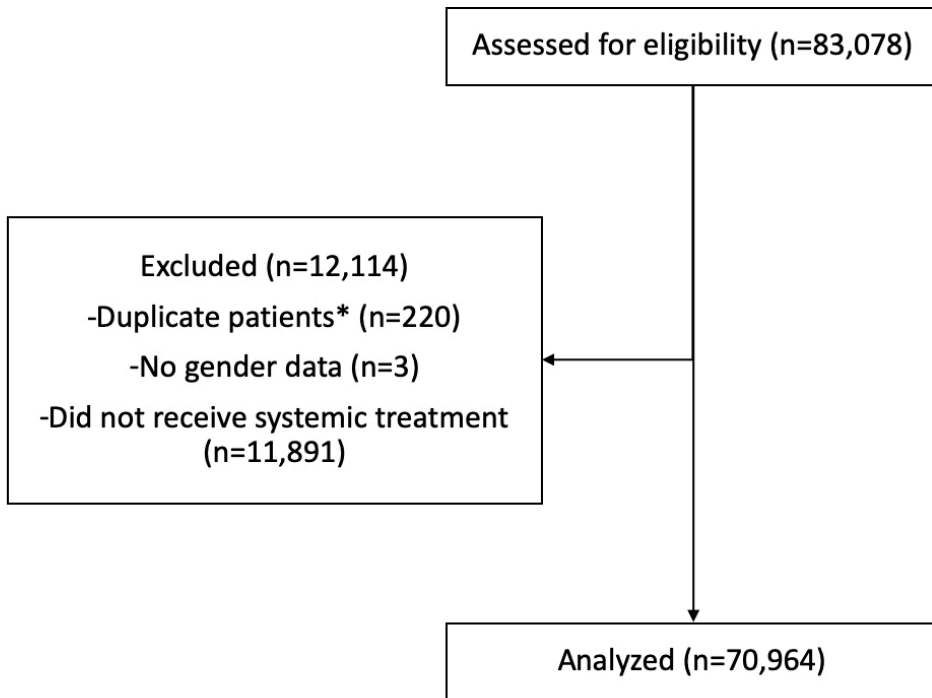 Assessed for eligibility (n=83,078)
Excluded (n=12,114)
-Duplicate patients* (n=220)
-No gender data (n=3)
-Did not receive systemic treatment
(n=11,891)
Analyzed (n=70,964)